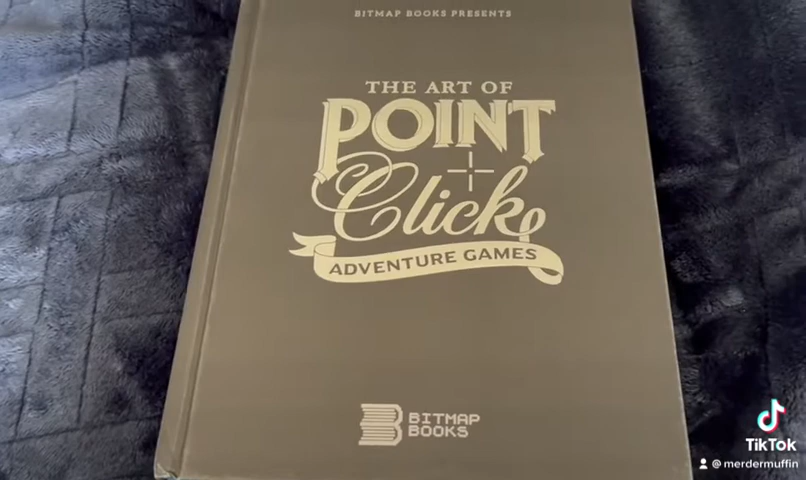 BITMAP BOOKS PRESENTS
THE ART OF
POINT
Click
ADVENTURE GAMES
BITMAP
BOOKS
TikTok
@merdermuffin